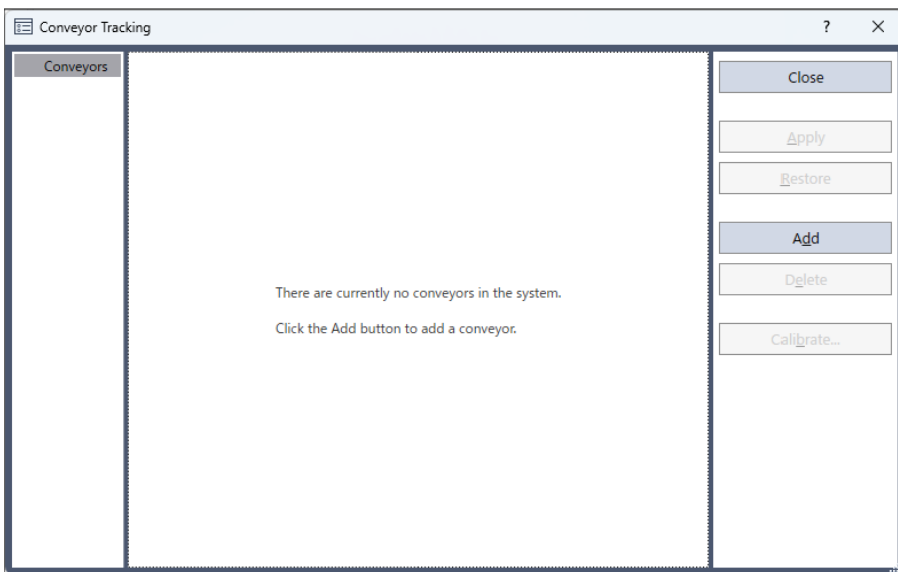 Conveyor Tracking
?
Conveyors
Close
Apply
Restore
Add
Delete
Calibrate...
There are currently no conveyors in the system.
Click the Add button to add a conveyor.